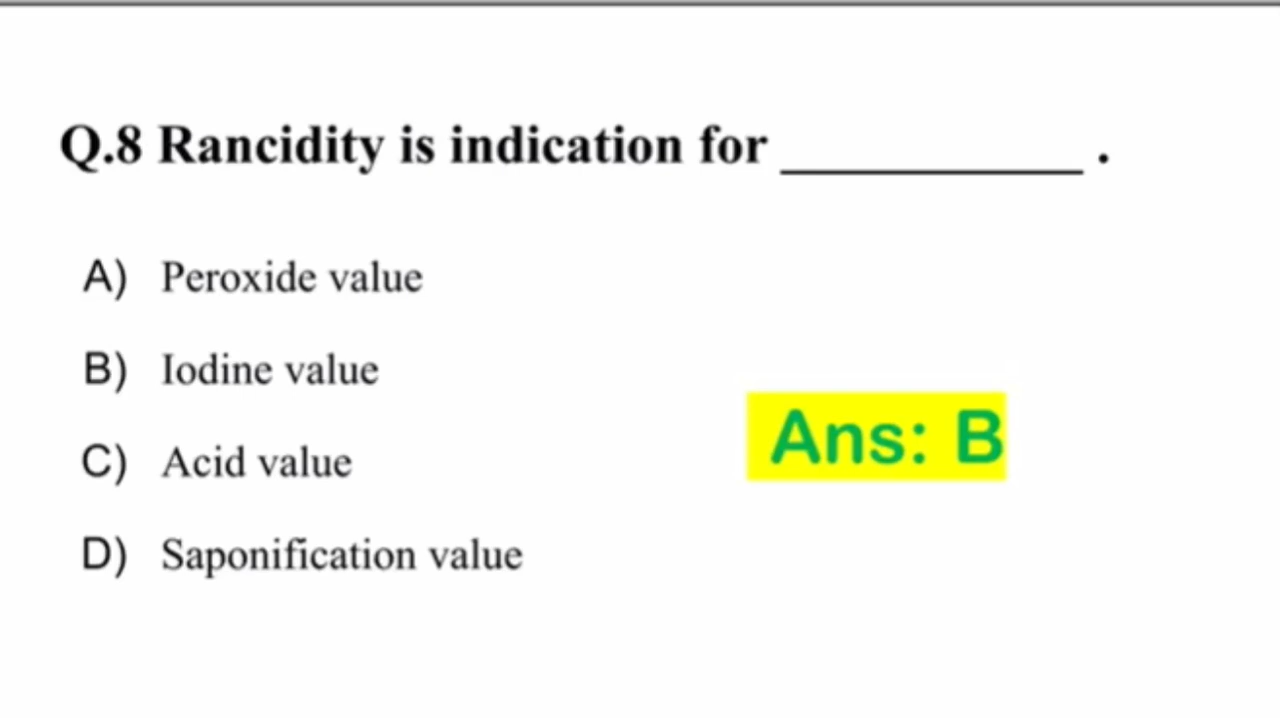 Q.8 Rancidity is indication for ___________ .
A) Peroxide value
B) Iodine value
Ans: B
C) Acid value
D) Saponification value